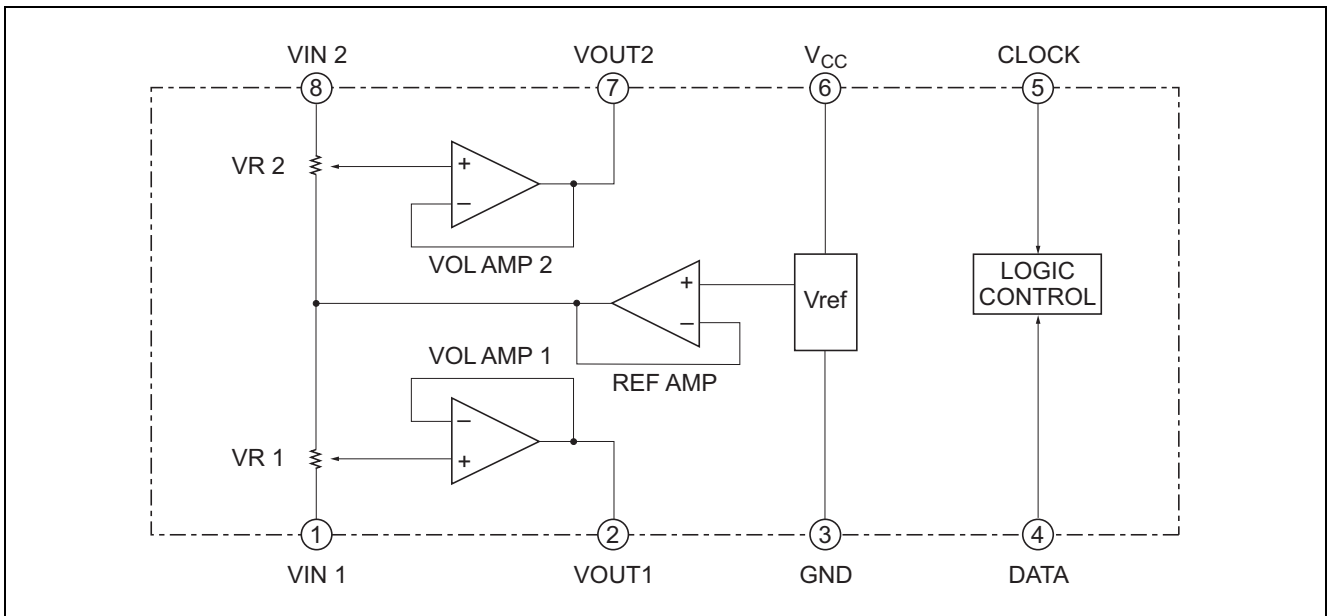 VIN 2 VOUT2 VCC CLOCK
8 7 6 5
VR 2
+
−
VOL AMP 2
+
−
Vref
LOGIC
CONTROL
REF AMP
VOL AMP 1
−
+
VR 1
1 2 3 4
VIN 1 VOUT1 GND DATA